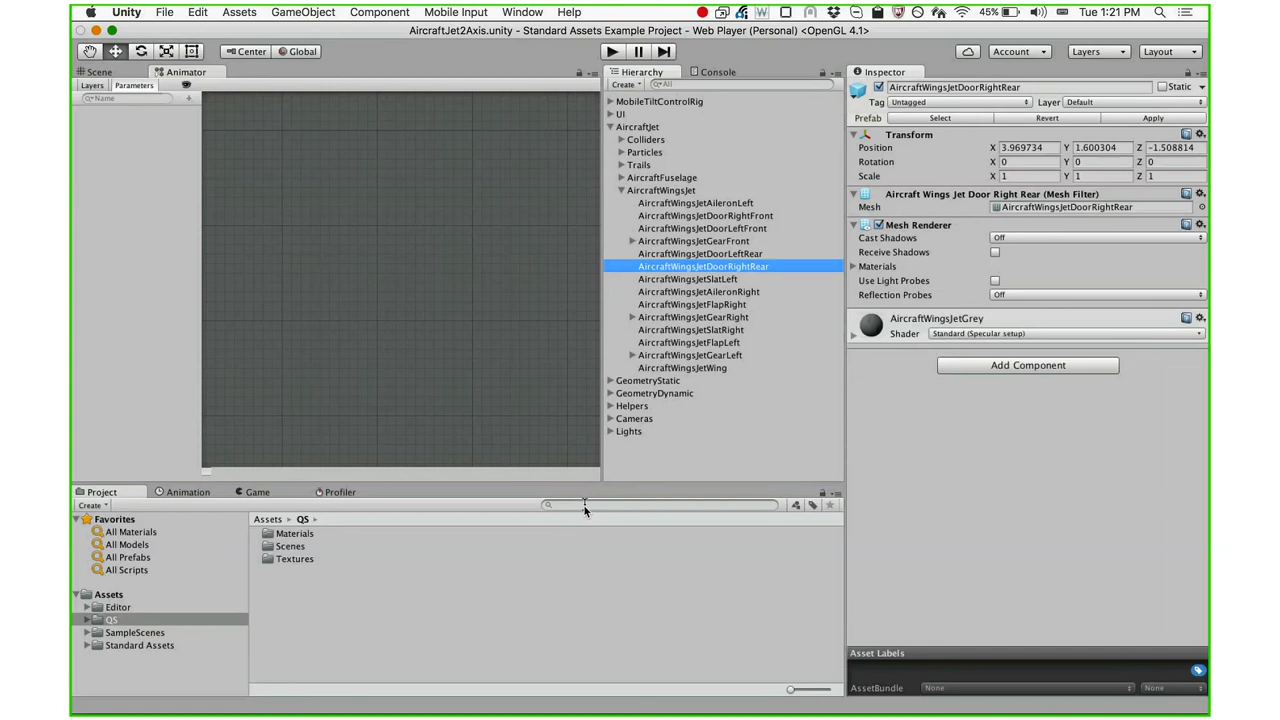 Unity File Edit Assets GameObject Component Mobile Input Window Help 45% Tue 1:21 PM
AircraftJet2Axis.unity - Standard Assets Example Project - Web Player (Personal) <OpenGL 4.1>
Center Global Account Layers Layout
Scene Animator
Layers Parameters
Name
Hierarchy Console
Create All
MobileTiltControlRig
UI
AircraftJet
Colliders
Particles
Trails
AircraftFuselage
AircraftWingsJet
AircraftWingsJetAileronLeft
AircraftWingsJetDoorRightFront
AircraftWingsJetDoorLeftFront
AircraftWingsJetGearFront
AircraftWingsJetDoorLeftRear
AircraftWingsJetDoorRightRear
AircraftWingsJetSlatLeft
AircraftWingsJetAileronRight
AircraftWingsJetFlapRight
AircraftWingsJetGearRight
AircraftWingsJetSlatRight
AircraftWingsJetFlapLeft
AircraftWingsJetGearLeft
AircraftWingsJetWing
GeometryStatic
GeometryDynamic
Helpers
Cameras
Lights
Inspector
AircraftWingsJetDoorRightRear Static
Tag Untagged Layer Default
Prefab Select Revert Apply
Transform
Position X 3.969734 Y 1.600304 Z -1.508814
Rotation X 0 Y 0 Z 0
Scale X 1 Y 1 Z 1
Aircraft Wings Jet Door Right Rear (Mesh Filter)
Mesh AircraftWingsJetDoorRightRear
Mesh Renderer
Cast Shadows Off
Receive Shadows
Materials
Use Light Probes
Reflection Probes Off
AircraftWingsJetGrey
Shader Standard (Specular setup)
Add Component
Project Animation Game Profiler
Create
Favorites
All Materials
All Models
All Prefabs
All Scripts
Assets
Editor
QS
SampleScenes
Standard Assets
Assets QS
Materials
Scenes
Textures
Asset Labels
AssetBundle None None